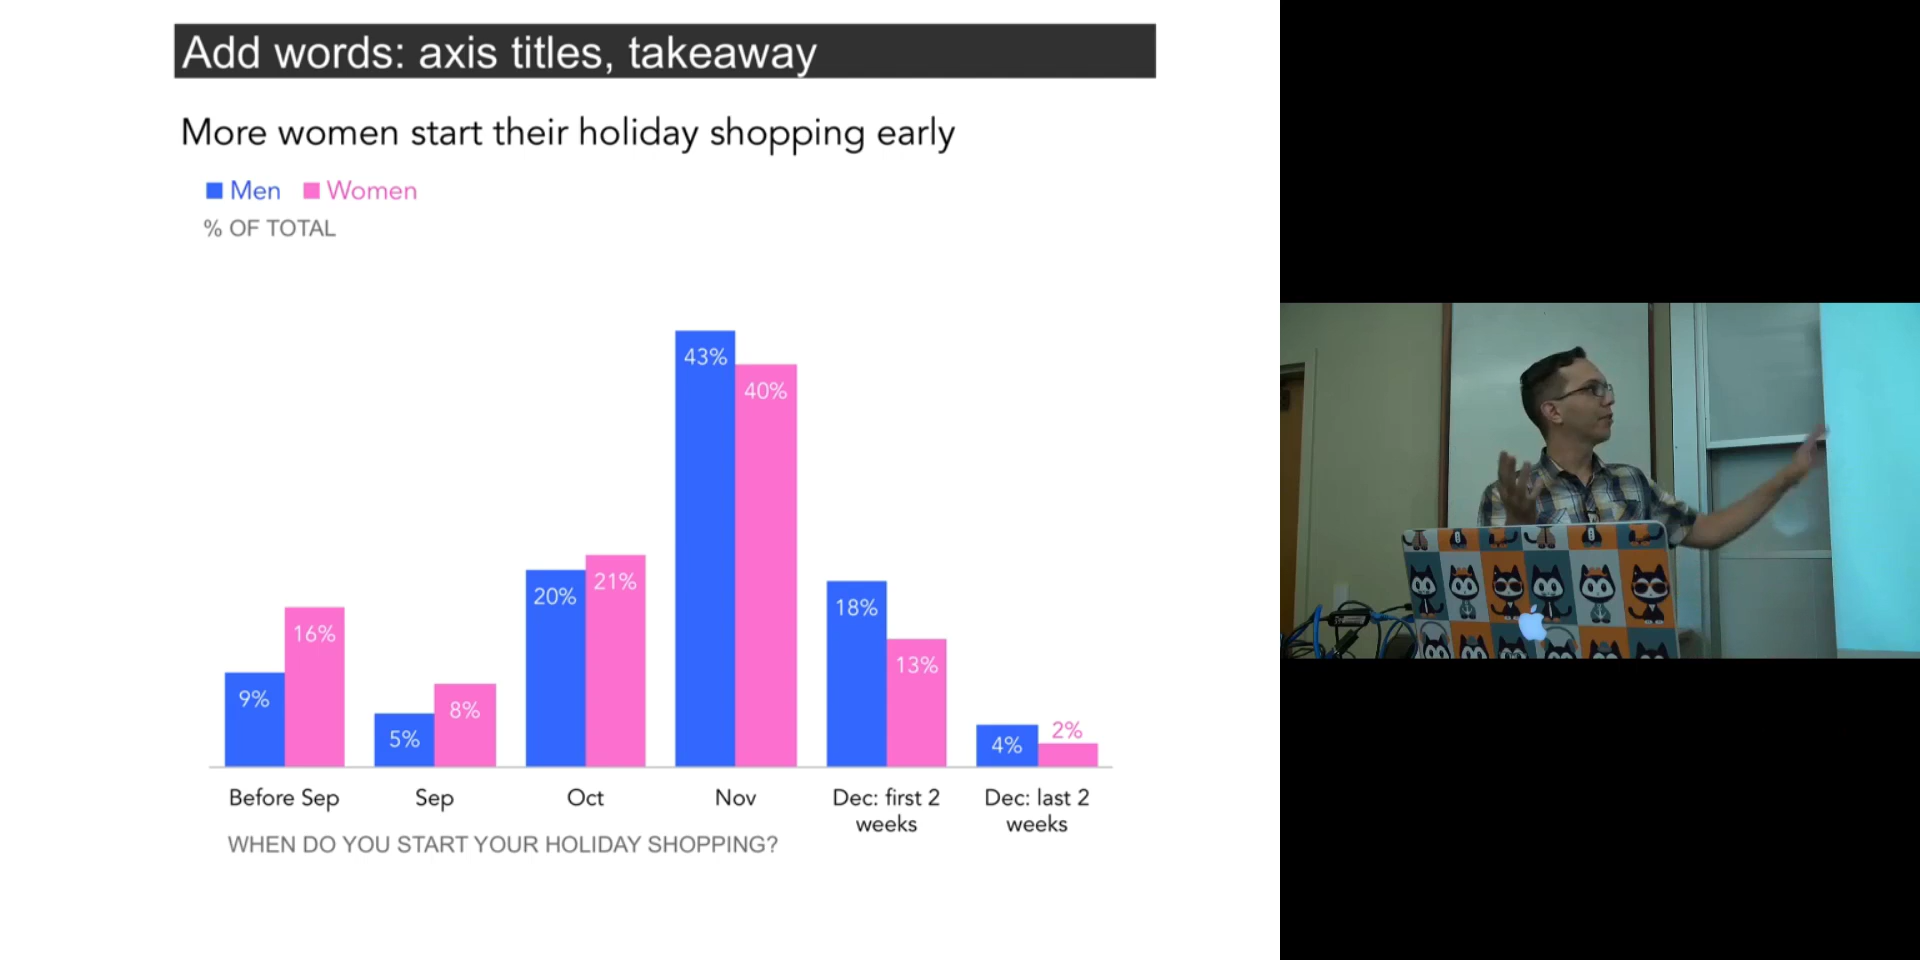 Add words: axis titles, takeaway
More women start their holiday shopping early
Men Women
% OF TOTAL
43%
40%
20%
21%
18%
16%
13%
9%
8%
5%
4%
2%
Before Sep
Sep
Oct
Nov
Dec: first 2
weeks
Dec: last 2
weeks
WHEN DO YOU START YOUR HOLIDAY SHOPPING?